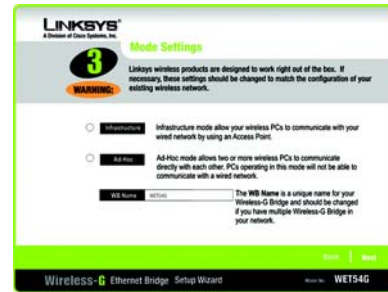 LINKSYS®
A Division of Cisco Systems, Inc.
3
WARNING:
Mode Settings
Linksys wireless products are designed to work right out of the box. If
necessary, these settings should be changed to match the configuration of your
existing wireless network.
Infrastructure
Infrastructure mode allow your wireless PCs to communicate with your
wired network by using an Access Point.
Ad-Hoc
Ad-Hoc mode allows two or more wireless PCs to communicate
directly with each other. PCs operating in this mode will not be able to
communicate with a wired network.
WB Name
WET54G
The WB Name is a unique name for your
Wireless-G Bridge and should be changed
if you have multiple Wireless-G Bridge in
your network.
Back
Next
Wireless-G Ethernet Bridge Setup Wizard
Model No. WET54G